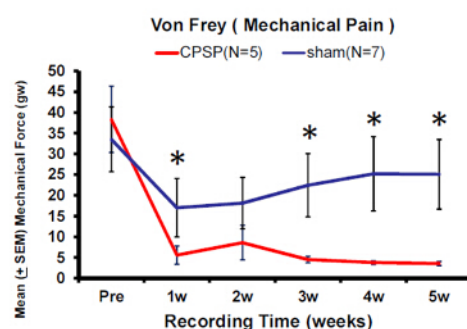 Von Frey ( Mechanical Pain )
CPSP(N=5) sham(N=7)
Mean (± SEM) Mechanical Force (gw)
50
45
40
35
30
25
20
15
10
5
0
* * * *
Pre 1w 2w 3w 4w 5w
Recording Time (weeks)